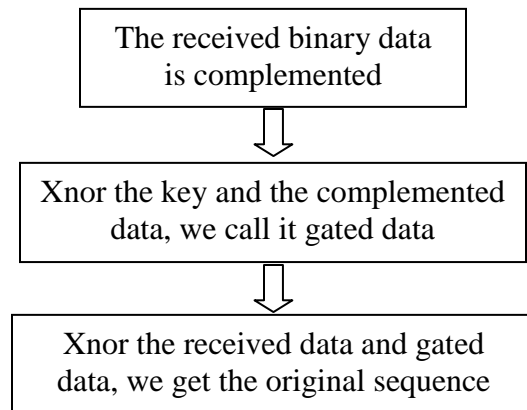 The received binary data
is complemented
Xnor the key and the complemented
data, we call it gated data
Xnor the received data and gated
data, we get the original sequence